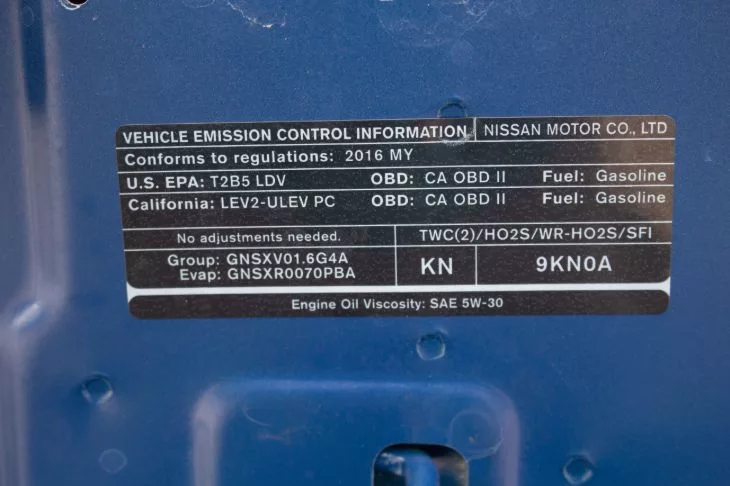 VEHICLE EMISSION CONTROL INFORMATION NISSAN MOTOR CO., LTD
Conforms to regulations: 2016 MY
U.S. EPA: T2B5 LDV OBD: CA OBD II Fuel: Gasoline
California: LEV2-ULEV PC OBD: CA OBD II Fuel: Gasoline
No adjustments needed. TWC(2)/HO2S/WR-HO2S/SFI
Group: GNSXV01.6G4A
Evap: GNSXR0070PBA
KN 9KN0A
Engine Oil Viscosity: SAE 5W-30